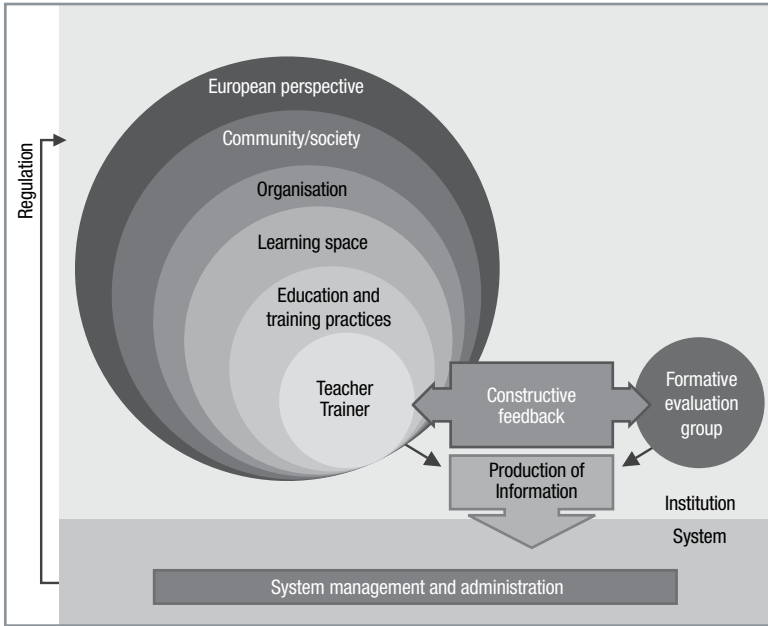 European perspective
Community/society
Organisation
Learning space
Education and
training practices
Teacher
Trainer
Constructive
feedback
Formative
evaluation
group
Production of
Information
Institution
System
System management and administration
Regulation